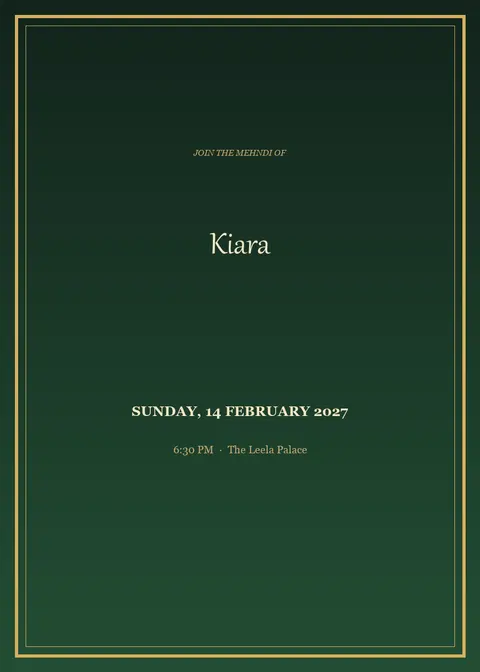 JOIN THE MEHNDI OF
Kiara
SUNDAY, 14 FEBRUARY 2027
6:30 PM · The Leela Palace